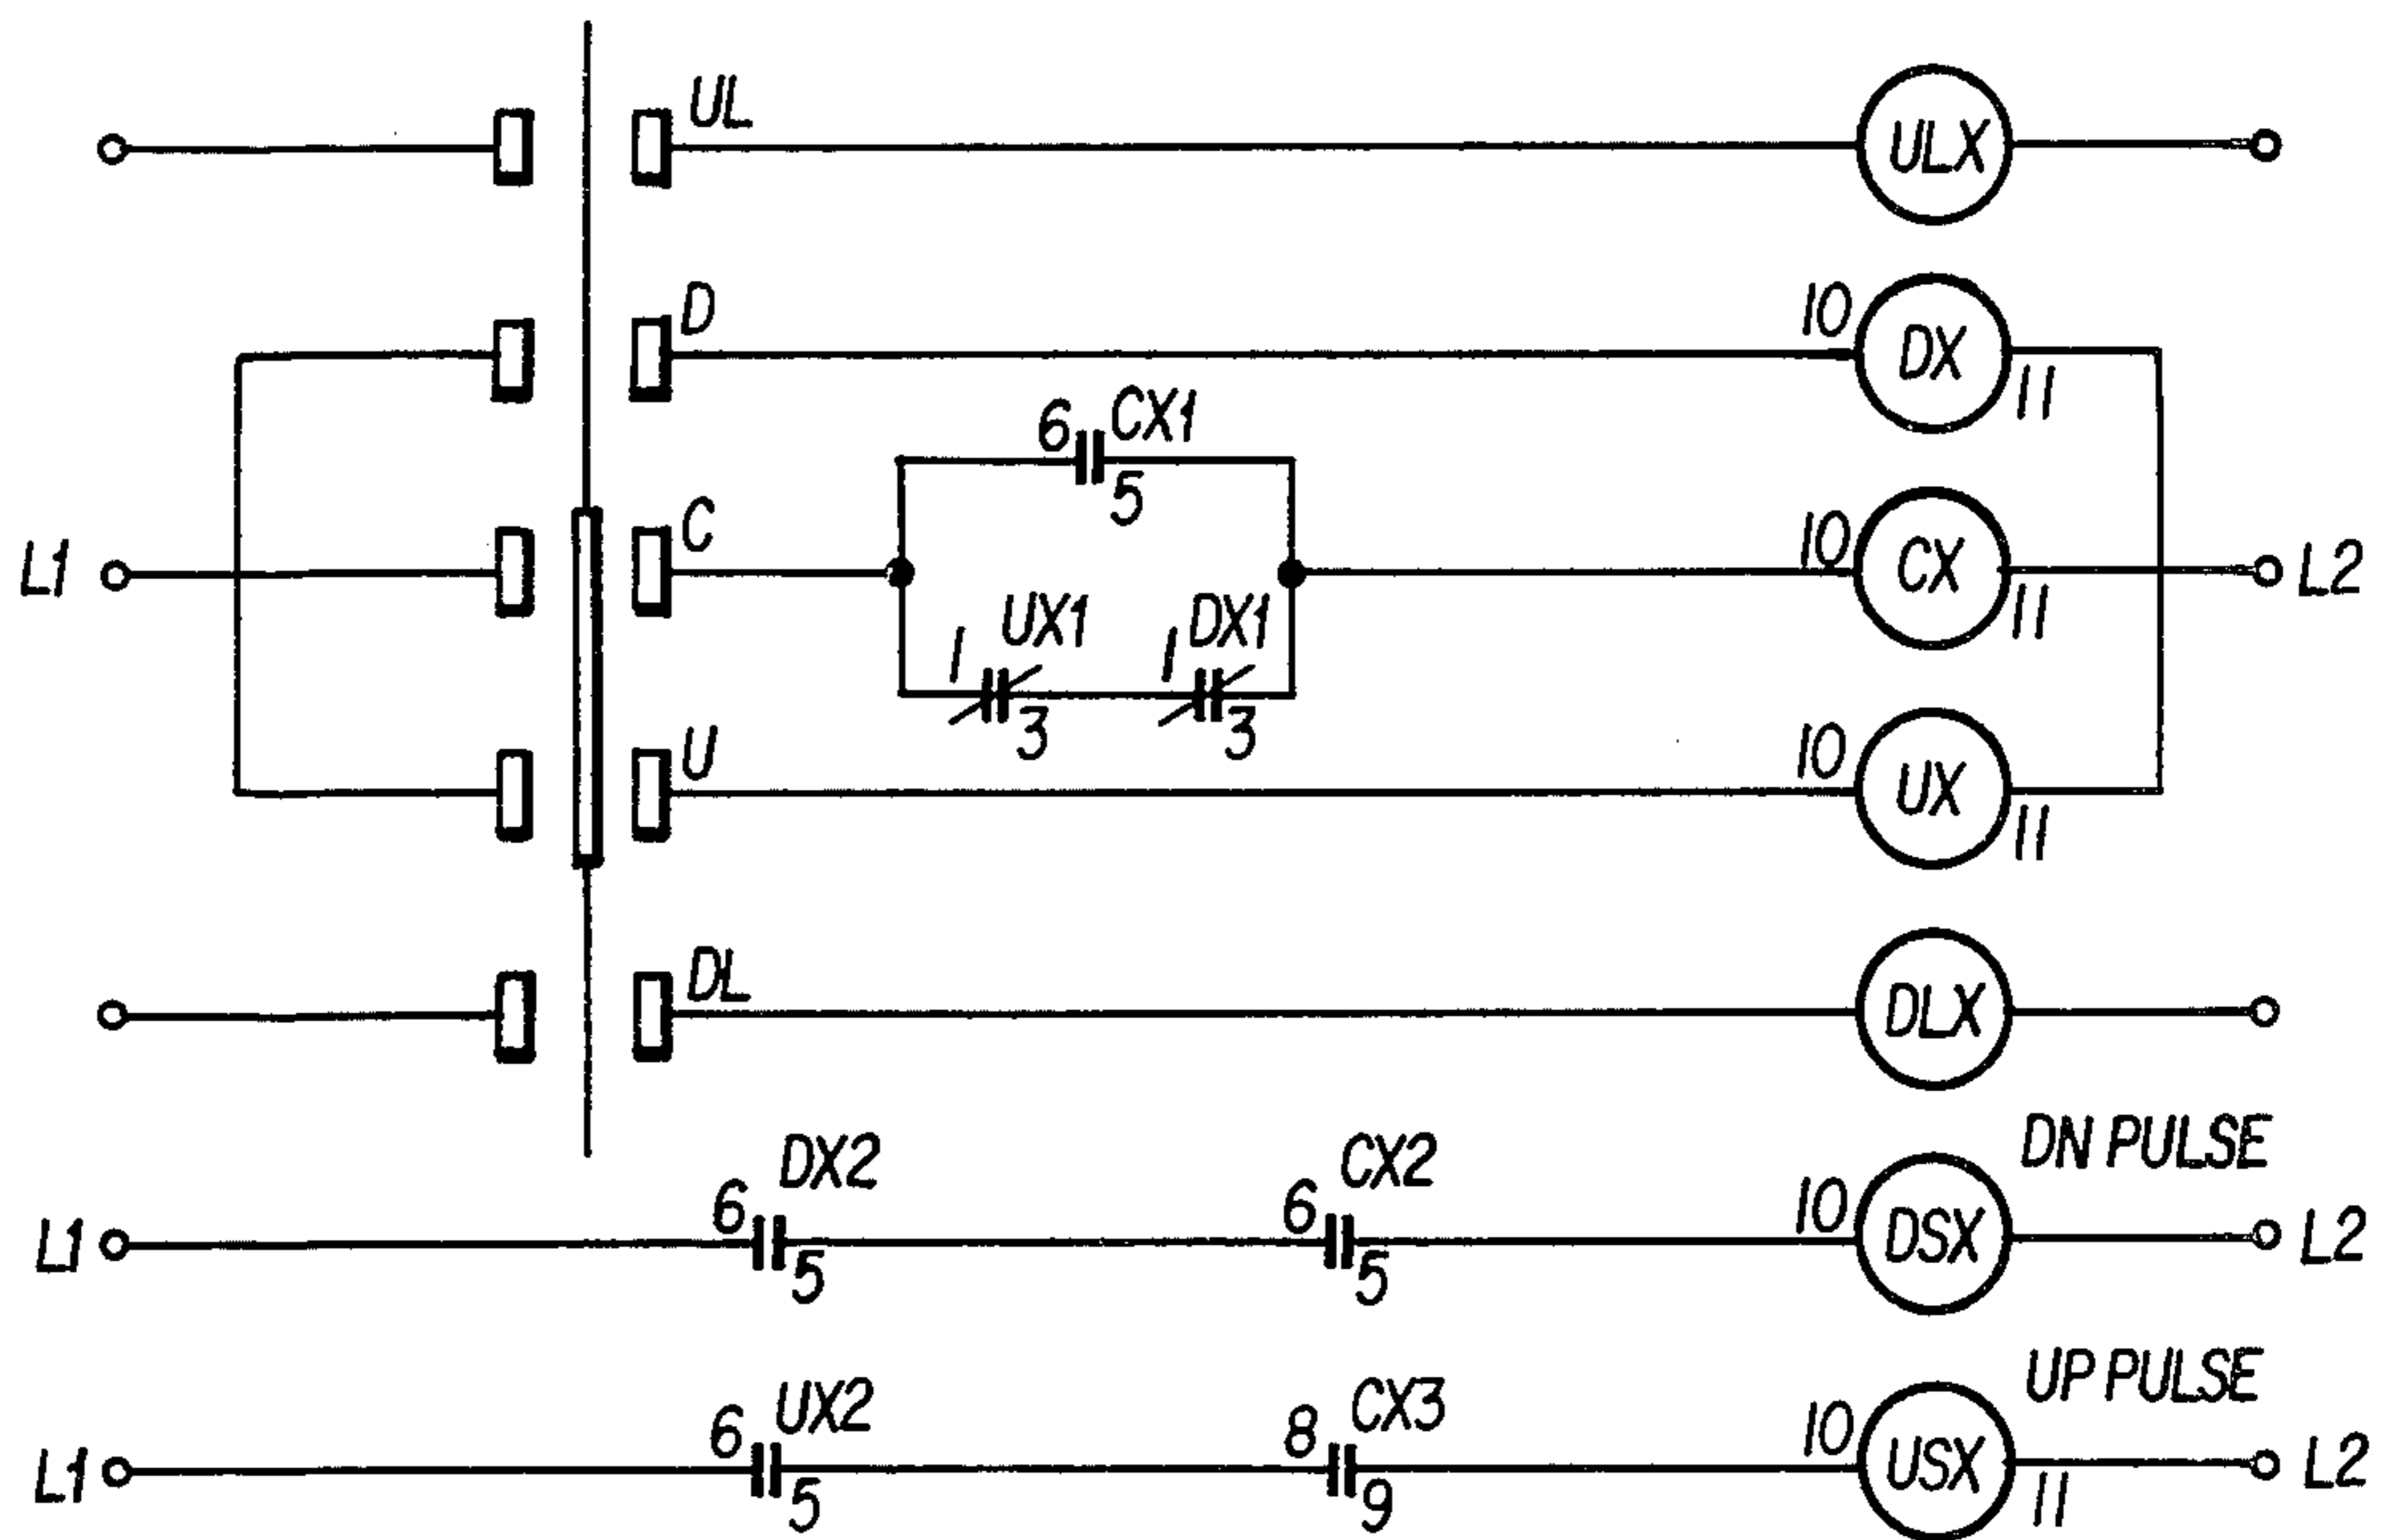 UL
ULX
D
10
DX
11
6 CX1
5
L1
C
10
CX
11
L2
1 UX1
3
1 DX1
3
U
10
UX
11
DL
DLX
DN PULSE
L1
6 DX2
5
6 CX2
5
10
DSX
L2
UP PULSE
L1
6 UX2
5
8 CX3
9
10
USX
11
L2